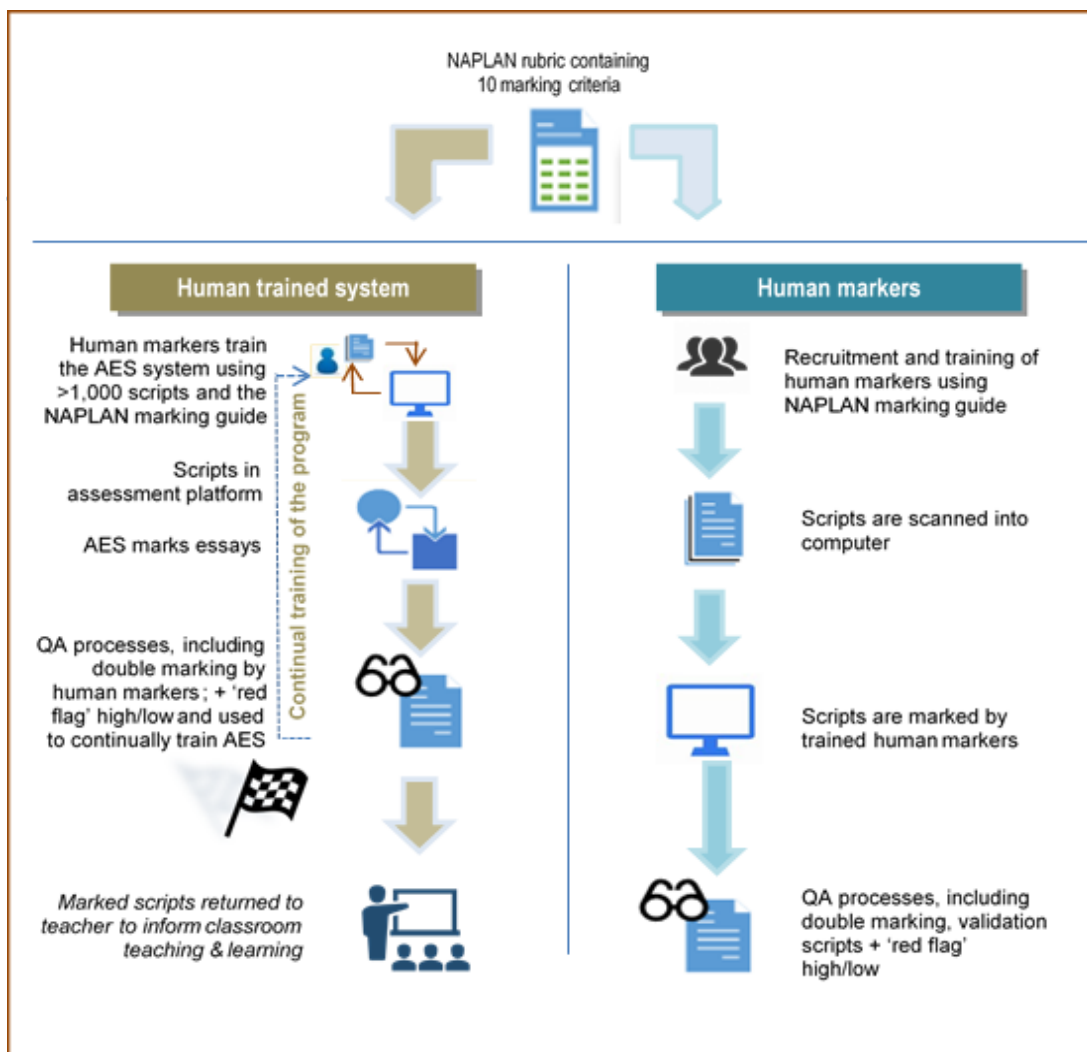 NAPLAN rubric containing
10 marking criteria
Human trained system
Human markers train
the AES system using
>1,000 scripts and the
NAPLAN marking guide
Scripts in
assessment platform
AES marks essays
QA processes, including
double marking by
human markers; + ‘red
flag’ high/low and used
to continually train AES
Continual training of the program
Marked scripts returned to
teacher to inform classroom
teaching & learning
Human markers
Recruitment and training of
human markers using
NAPLAN marking guide
Scripts are scanned into
computer
Scripts are marked by
trained human markers
QA processes, including
double marking, validation
scripts + ‘red flag’
high/low